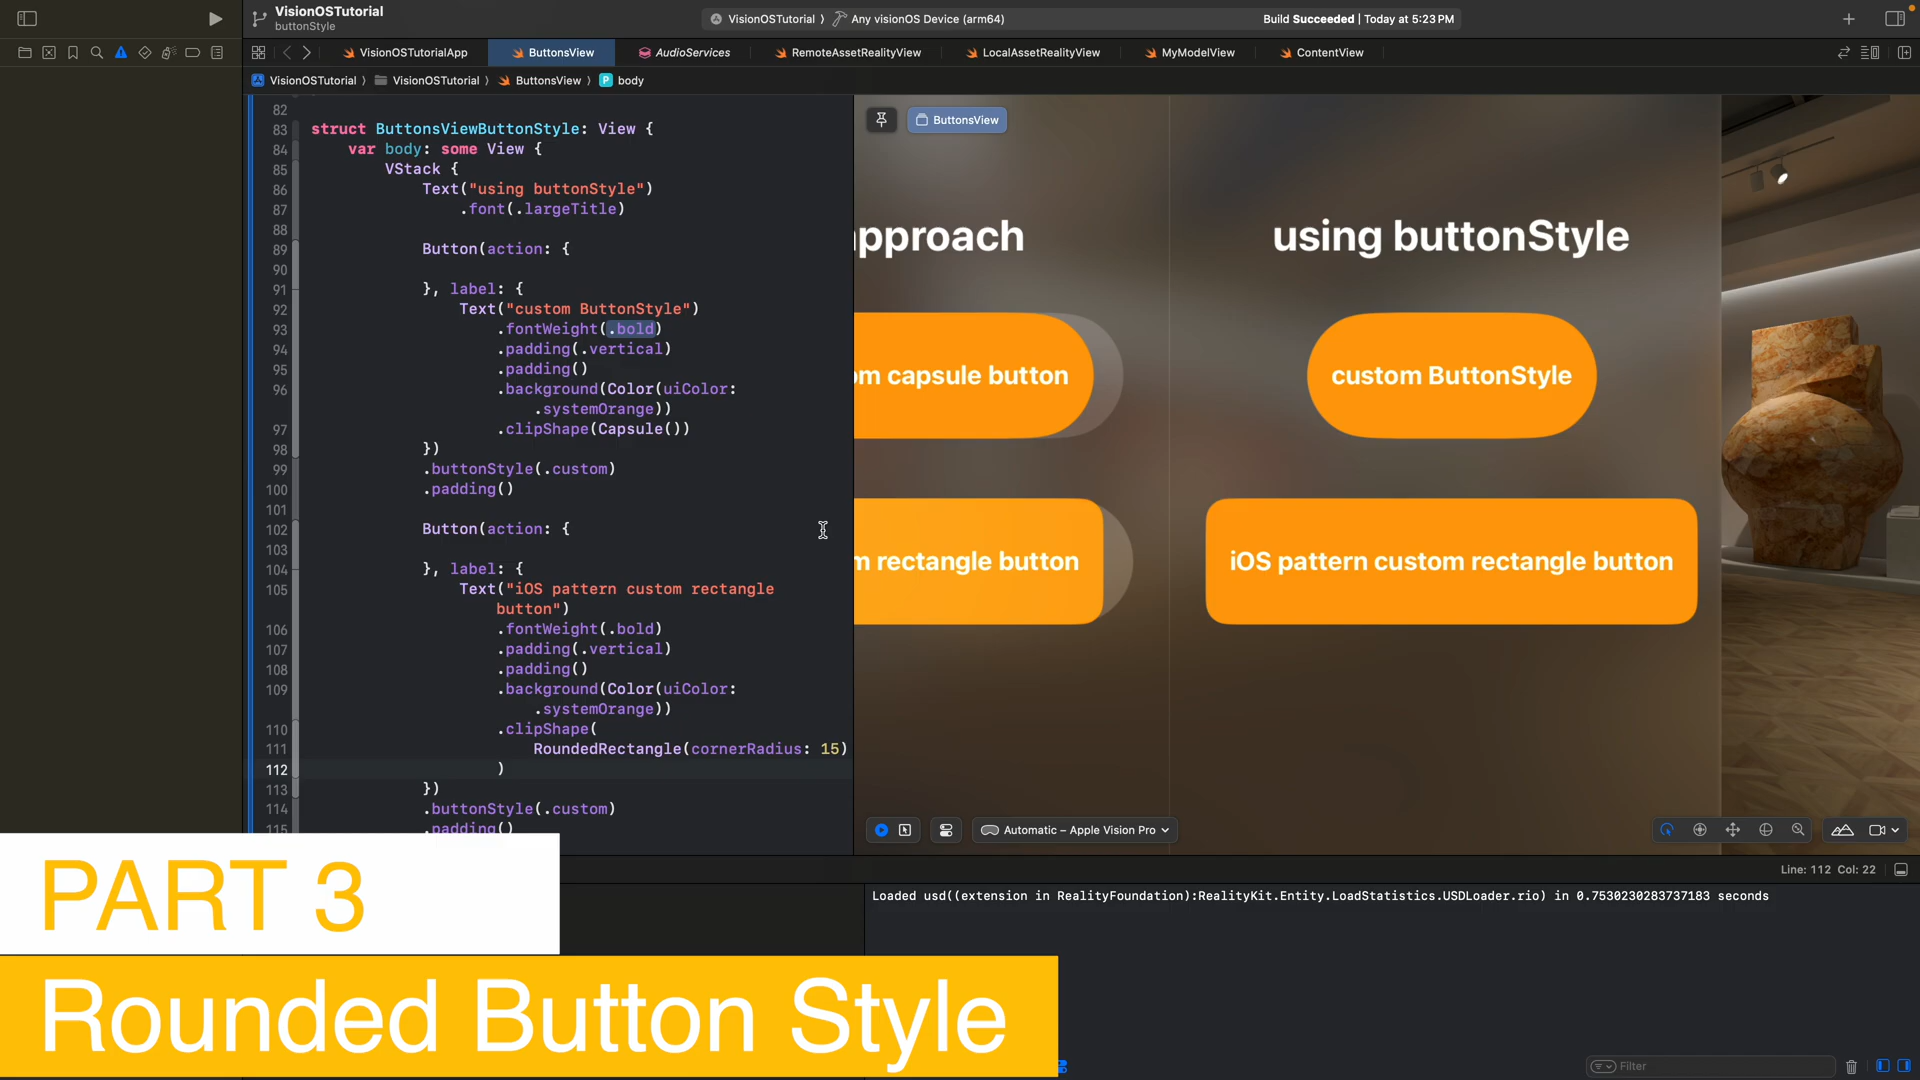 VisionOSTutorial
buttonStyle
VisionOSTutorial 〉 Any visionOS Device (arm64)
Build Succeeded | Today at 5:23 PM
VisionOSTutorialApp
ButtonsView
AudioServices
RemoteAssetRealityView
LocalAssetRealityView
MyModelView
ContentView
VisionOSTutorial 〉 VisionOSTutorial 〉 ButtonsView 〉 P body
82
83 struct ButtonsViewButtonStyle: View {
84 var body: some View {
85 VStack {
86 Text("using buttonStyle")
87 .font(.largeTitle)
88
89 Button(action: {
90
91 }, label: {
92 Text("custom ButtonStyle")
93 .fontWeight(.bold)
94 .padding(.vertical)
95 .padding()
96 .background(Color(uiColor:
.systemOrange))
97 .clipShape(Capsule())
98 })
99 .buttonStyle(.custom)
100 .padding()
101
102 Button(action: {
103
104 }, label: {
105 Text("iOS pattern custom rectangle
button")
106 .fontWeight(.bold)
107 .padding(.vertical)
108 .padding()
109 .background(Color(uiColor:
.systemOrange))
110 .clipShape(
111 RoundedRectangle(cornerRadius: 15)
112 )
113 })
114 .buttonStyle(.custom)
115 .padding()
ButtonsView
approach
using buttonStyle
om capsule button
custom ButtonStyle
m rectangle button
iOS pattern custom rectangle button
Automatic – Apple Vision Pro
Line: 112 Col: 22
Loaded usd((extension in RealityFoundation):RealityKit.Entity.LoadStatistics.USDLoader.rio) in 0.7530230283737183 seconds
Filter
PART 3
Rounded Button Style